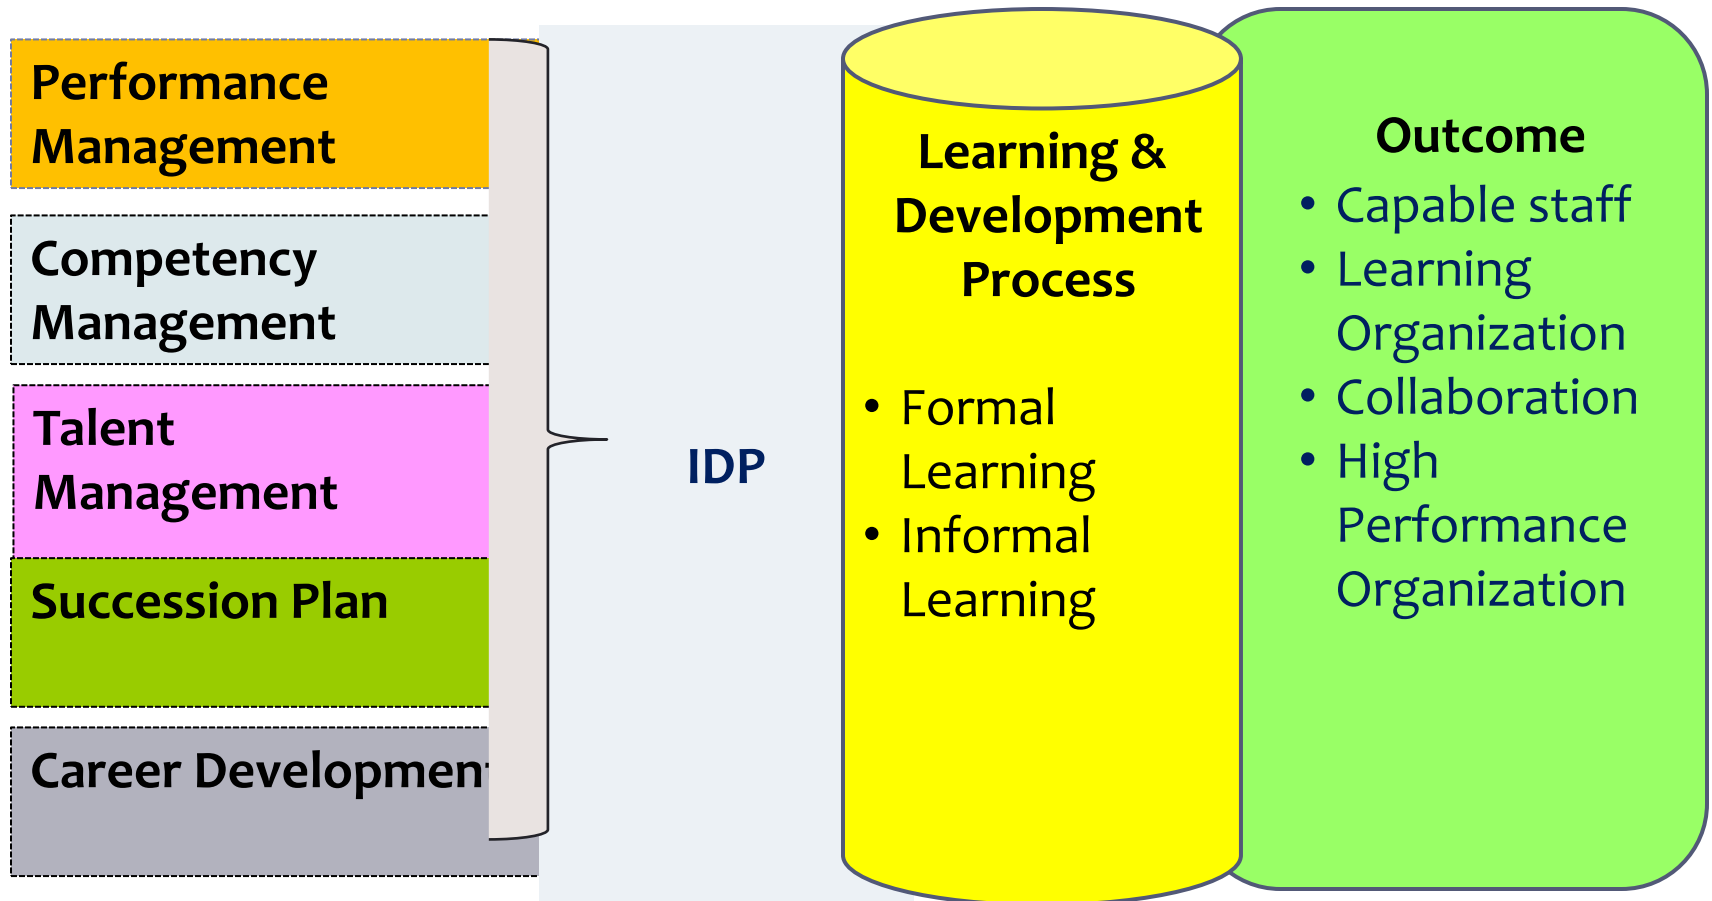 Performance
Management
Competency
Management
Talent
Management
Succession Plan
Career Development
IDP
Learning &
Development
Process
• Formal
Learning
• Informal
Learning
Outcome
• Capable staff
• Learning
Organization
• Collaboration
• High
Performance
Organization